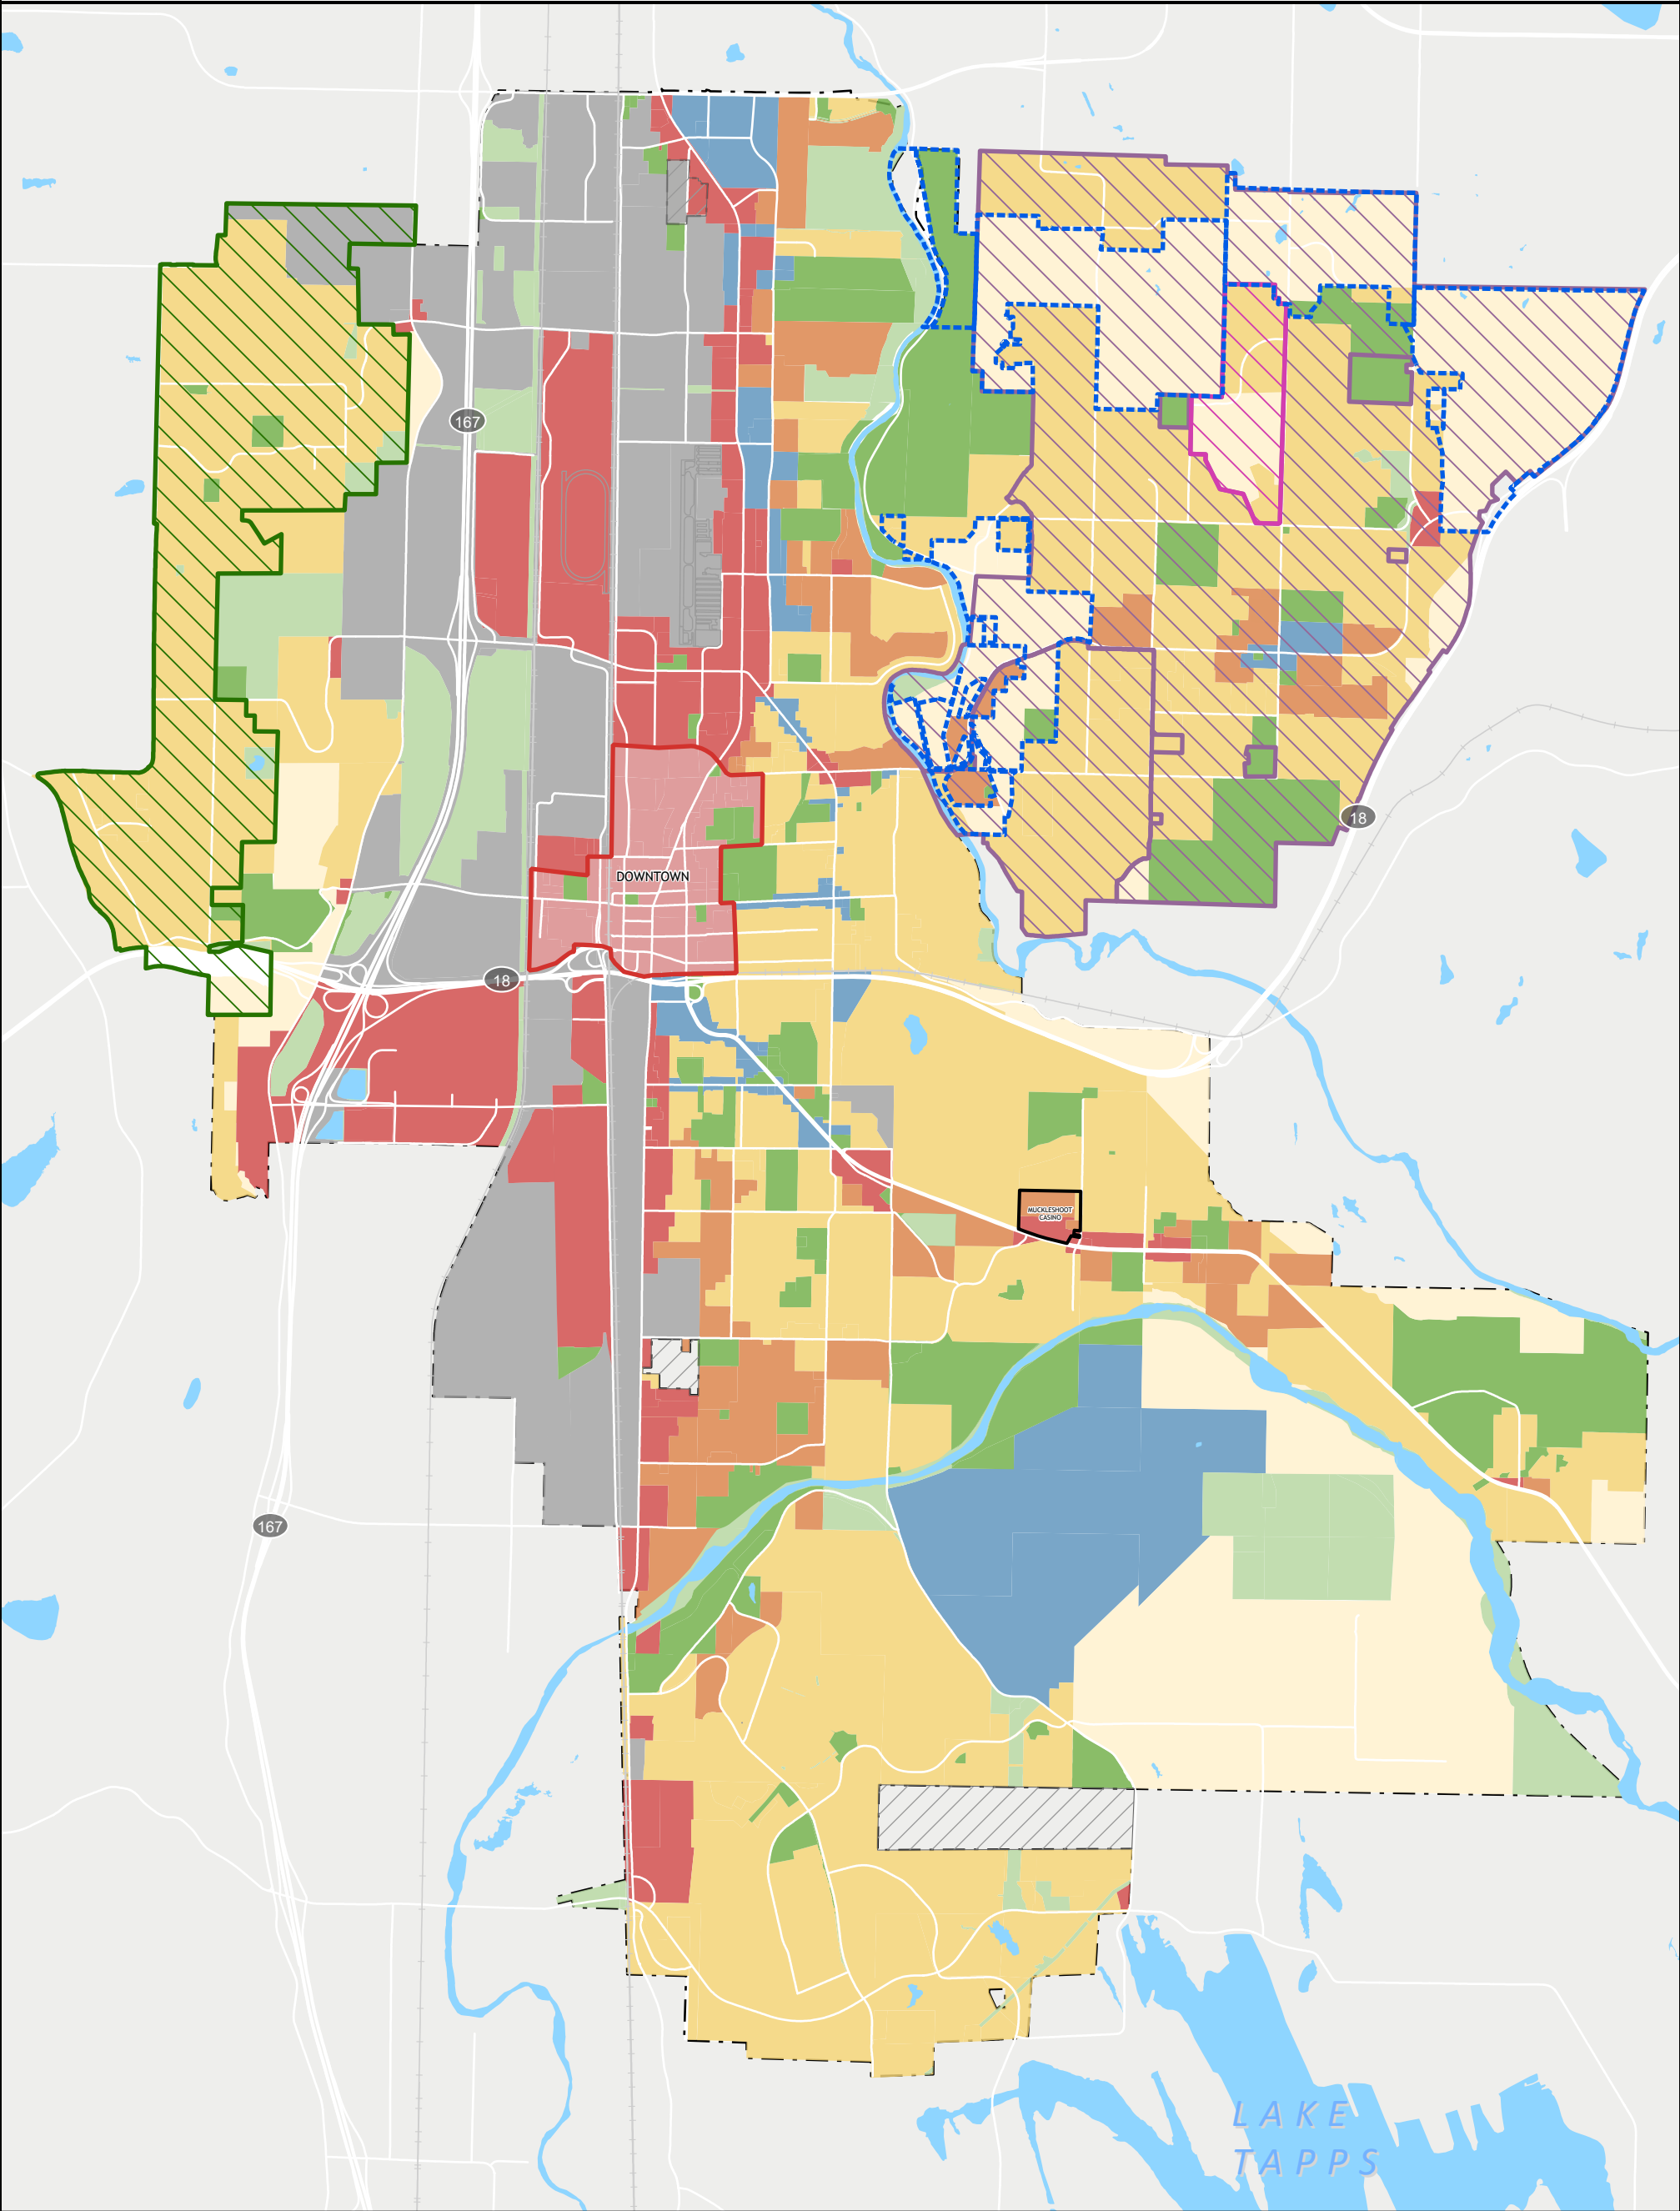 167
18
DOWNTOWN
18
MUCKLESHOOT
CASINO
167
LAKE
TAPPS